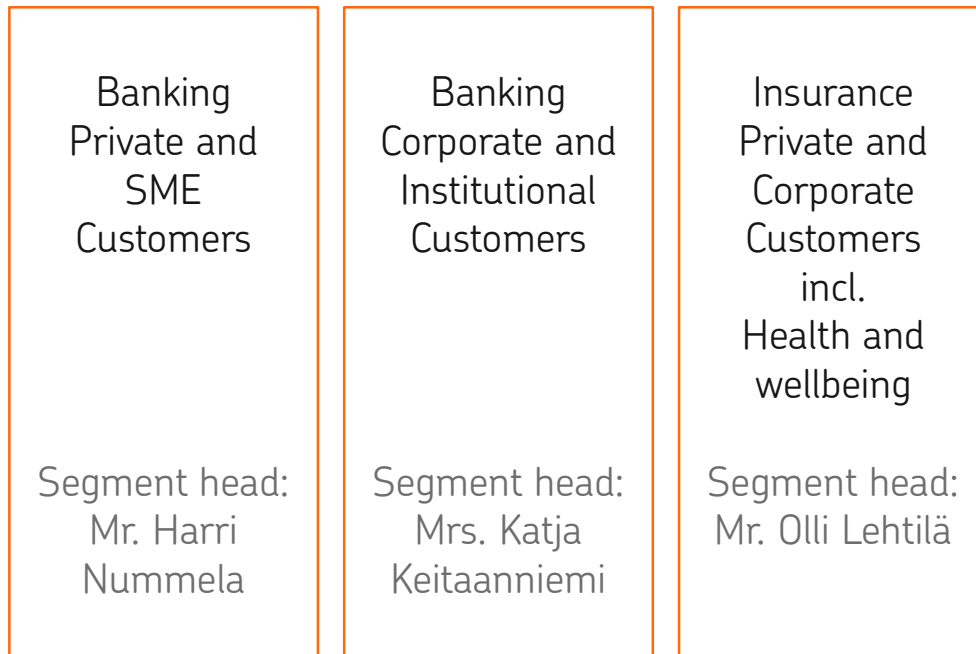 Banking
Private and
SME
Customers
Segment head:
Mr. Harri
Nummela
Banking
Corporate and
Institutional
Customers
Segment head:
Mrs. Katja
Keitaanniemi
Insurance
Private and
Corporate
Customers
incl.
Health and
wellbeing
Segment head:
Mr. Olli Lehtilä